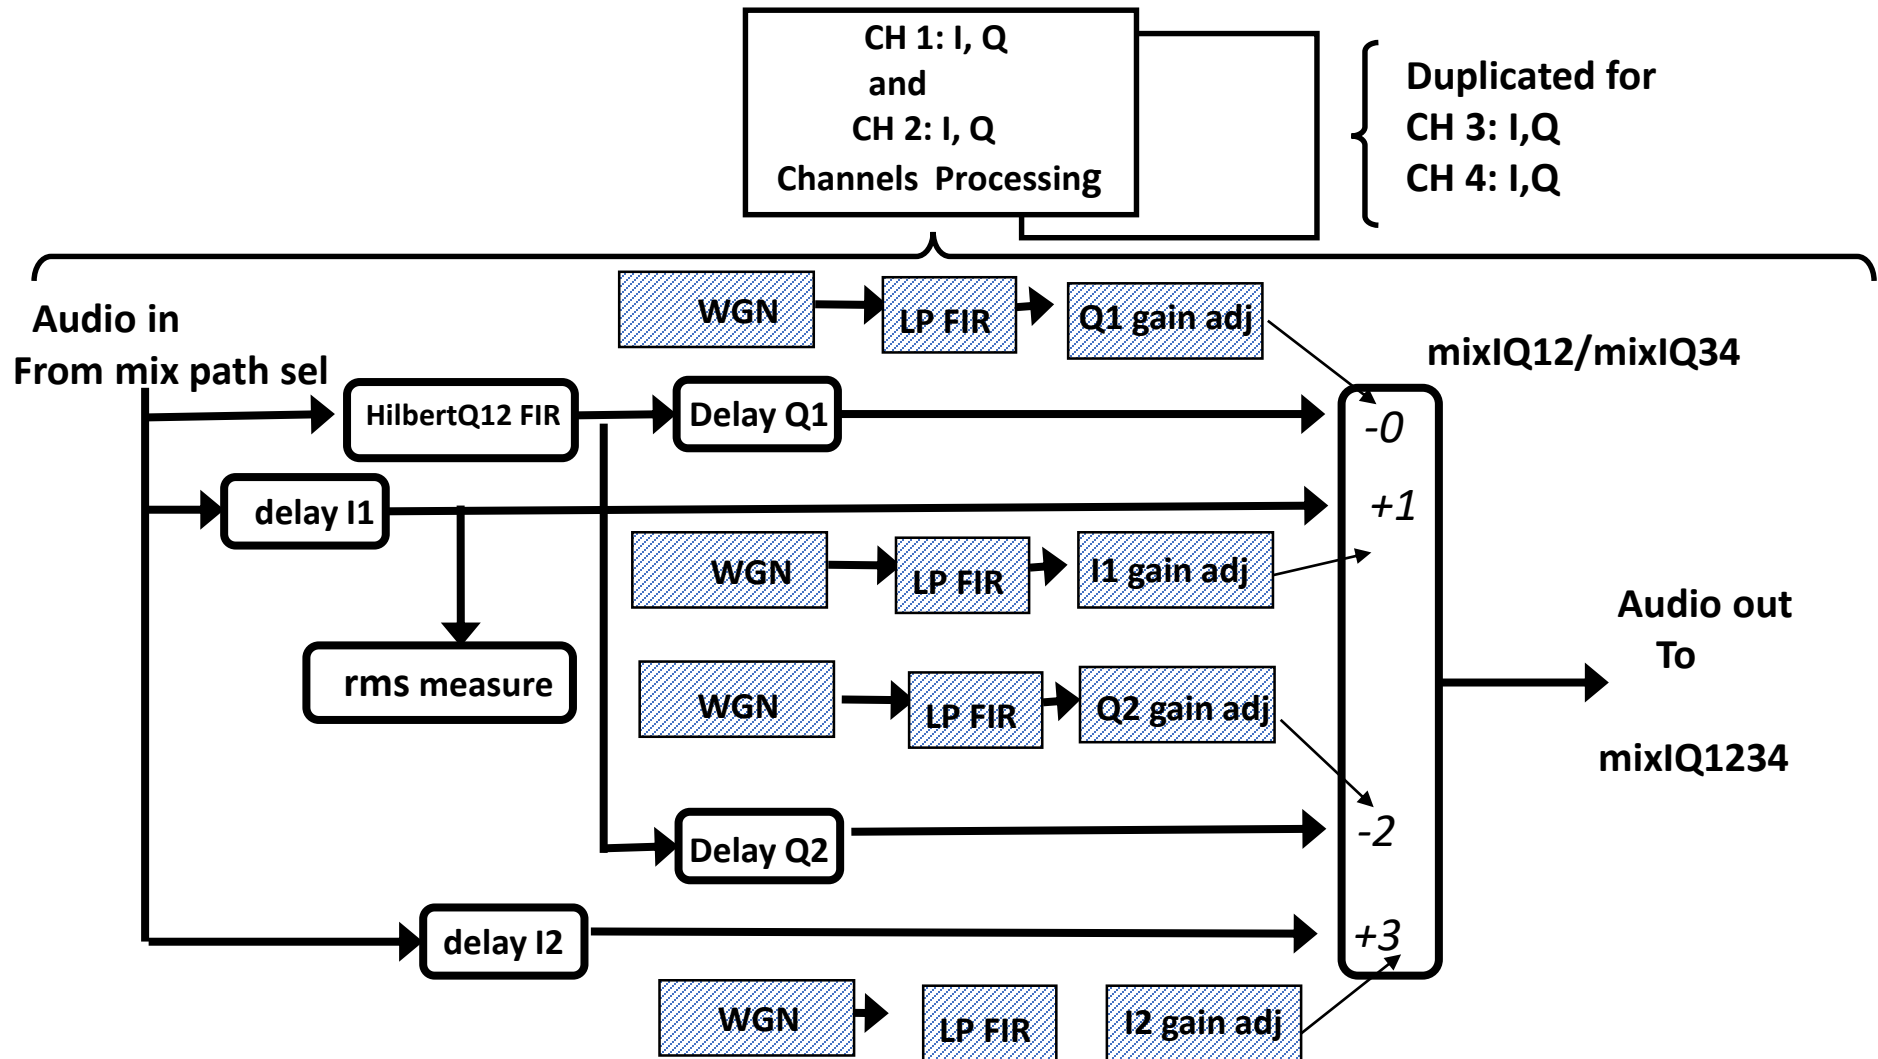 CH 1: I, Q
and
CH 2: I, Q
Channels Processing
Duplicated for
CH 3: I,Q
CH 4: I,Q
Audio in
From mix path sel
WGN
LP FIR
Q1 gain adj
mixIQ12/mixIQ34
HilbertQ12 FIR
Delay Q1
-0
delay I1
+1
WGN
LP FIR
I1 gain adj
Audio out
To
mixIQ1234
rms measure
WGN
LP FIR
Q2 gain adj
Delay Q2
-2
delay I2
+3
WGN
LP FIR
I2 gain adj